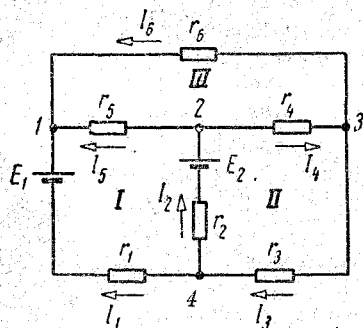 I₆ r₆
III
1 r₅ 2 r₄ 3
I₅ I₄
E₁ E₂
I I₂ II
r₂
r₁ r₃
4
I₁ I₃